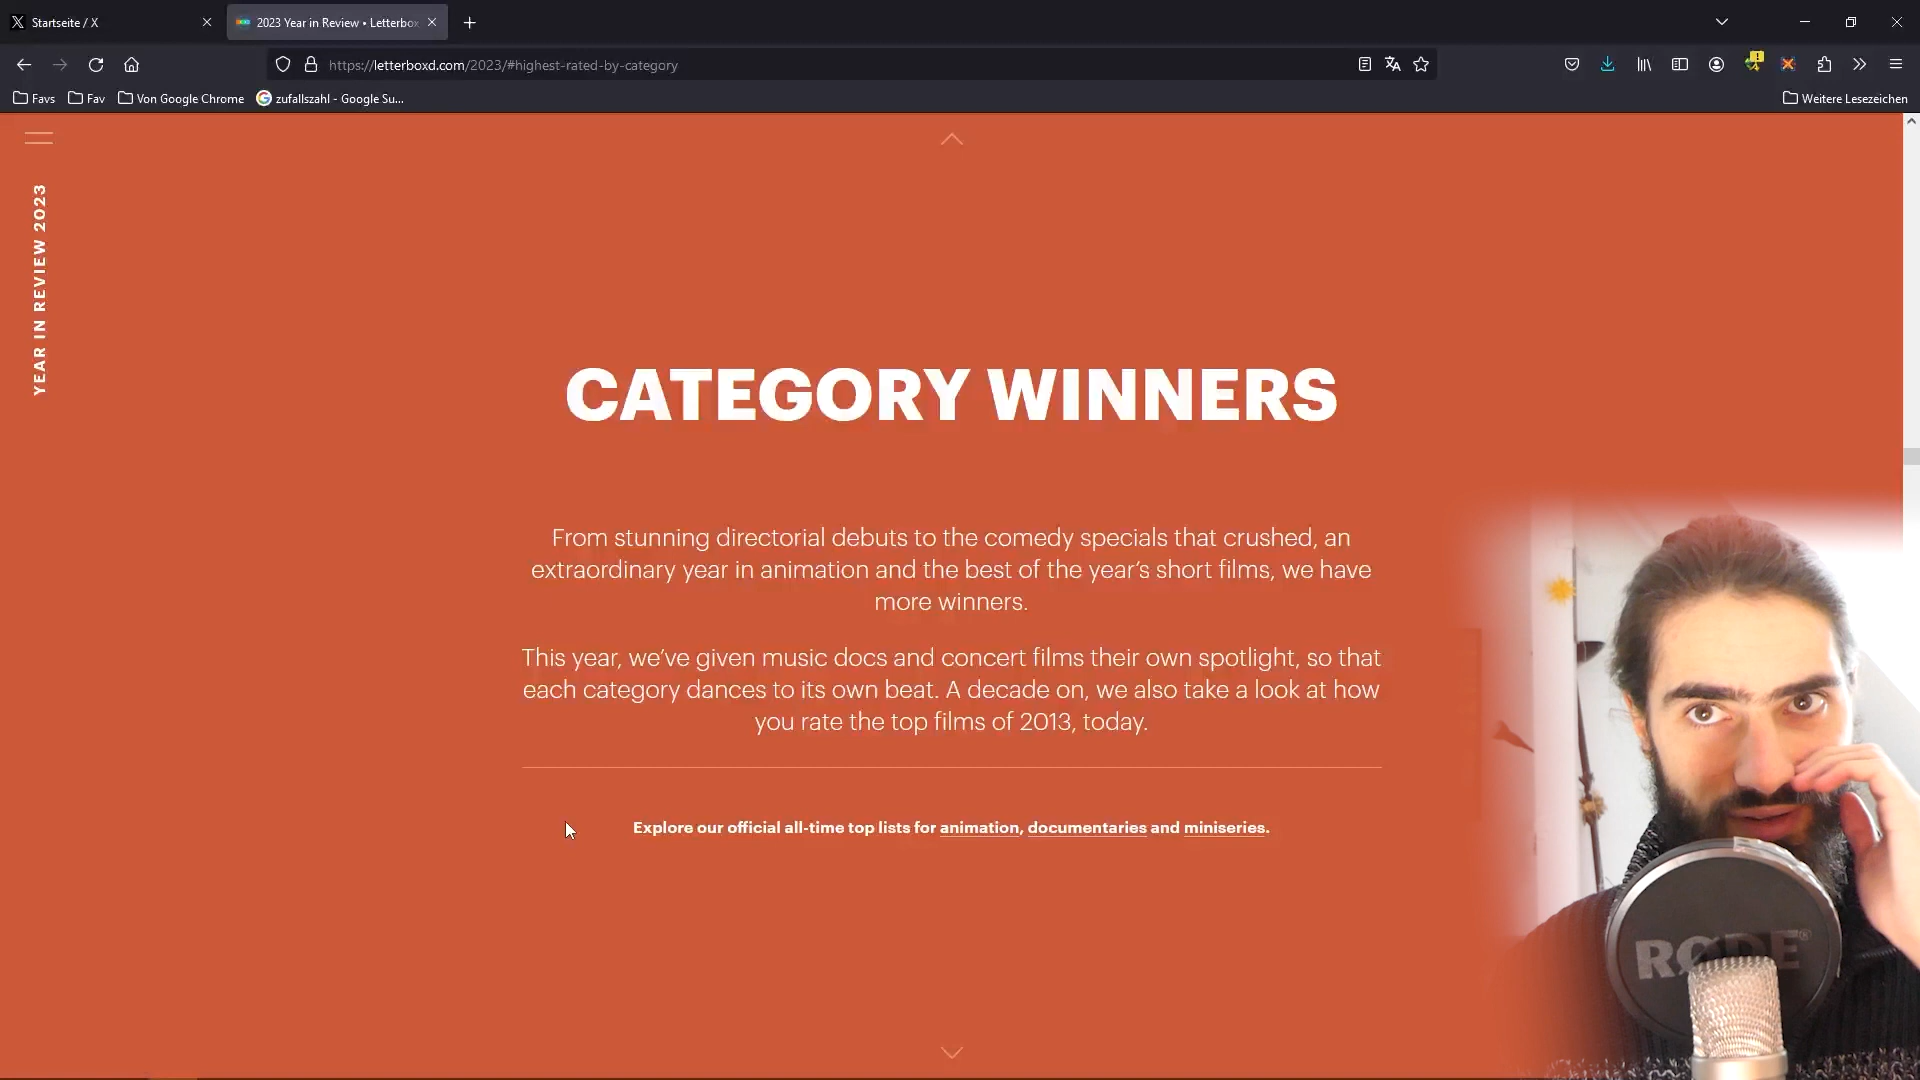 Startseite / X
2023 Year in Review • Letterbox
https://letterboxd.com/2023/#highest-rated-by-category
Favs
Fav
Von Google Chrome
zufallszahl - Google Su...
Weitere Lesezeichen
YEAR IN REVIEW 2023
CATEGORY WINNERS
From stunning directorial debuts to the comedy specials that crushed, an
extraordinary year in animation and the best of the year’s short films, we have
more winners.
This year, we’ve given music docs and concert films their own spotlight, so that
each category dances to its own beat. A decade on, we also take a look at how
you rate the top films of 2013, today.
Explore our official all-time top lists for animation, documentaries and miniseries.
RØDE®